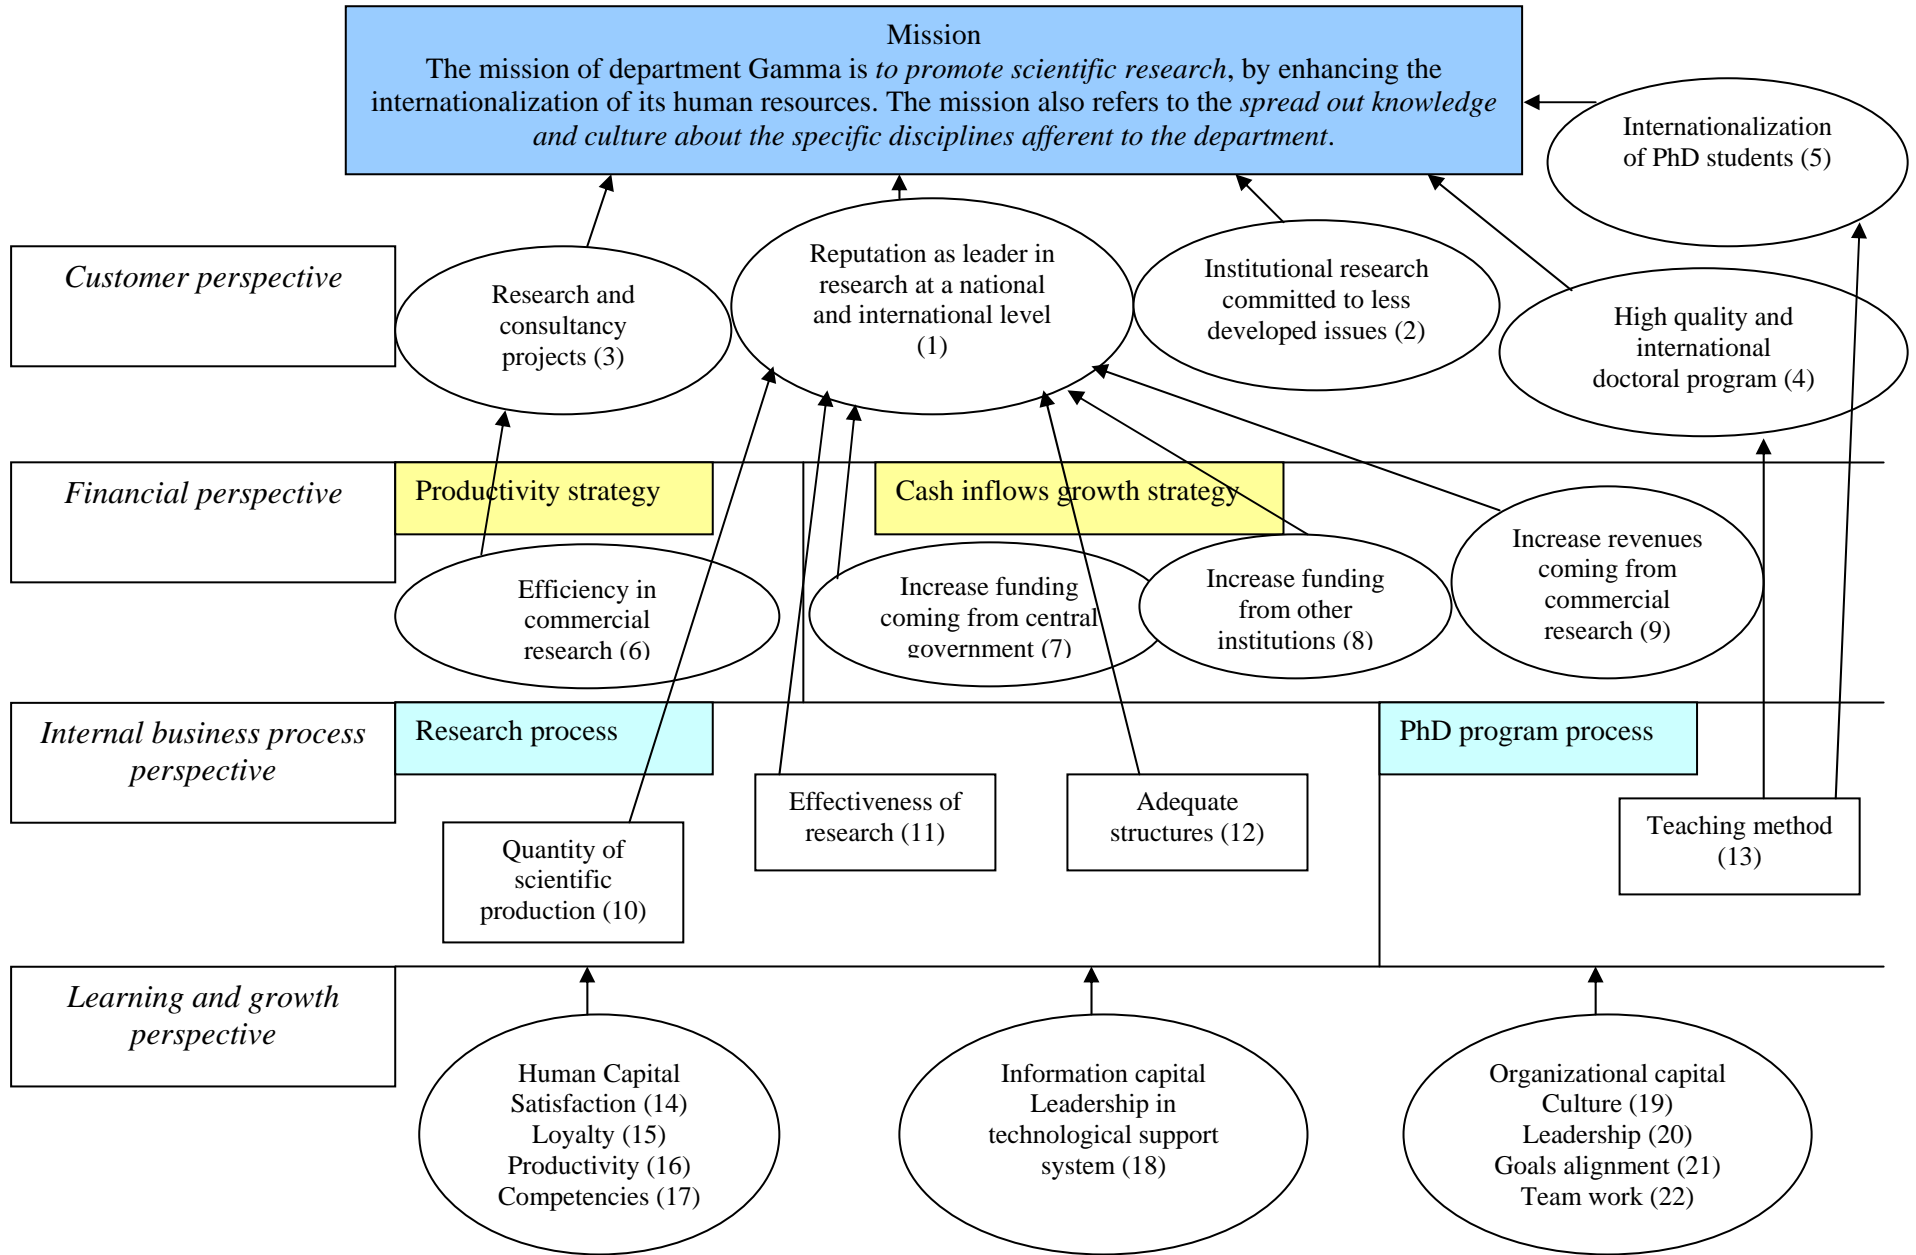 Mission
The mission of department Gamma is to promote scientific research, by enhancing the
internationalization of its human resources. The mission also refers to the spread out knowledge
and culture about the specific disciplines afferent to the department.
Internationalization
of PhD students (5)
Customer perspective
Research and
consultancy
projects (3)
Reputation as leader in
research at a national
and international level
(1)
Institutional research
committed to less
developed issues (2)
High quality and
international
doctoral program (4)
Financial perspective
Productivity strategy
Cash inflows growth strategy
Efficiency in
commercial
research (6)
Increase funding
coming from central
government (7)
Increase funding
from other
institutions (8)
Increase revenues
coming from
commercial
research (9)
Internal business process
perspective
Research process
PhD program process
Quantity of
scientific
production (10)
Effectiveness of
research (11)
Adequate
structures (12)
Teaching method
(13)
Learning and growth
perspective
Human Capital
Satisfaction (14)
Loyalty (15)
Productivity (16)
Competencies (17)
Information capital
Leadership in
technological support
system (18)
Organizational capital
Culture (19)
Leadership (20)
Goals alignment (21)
Team work (22)